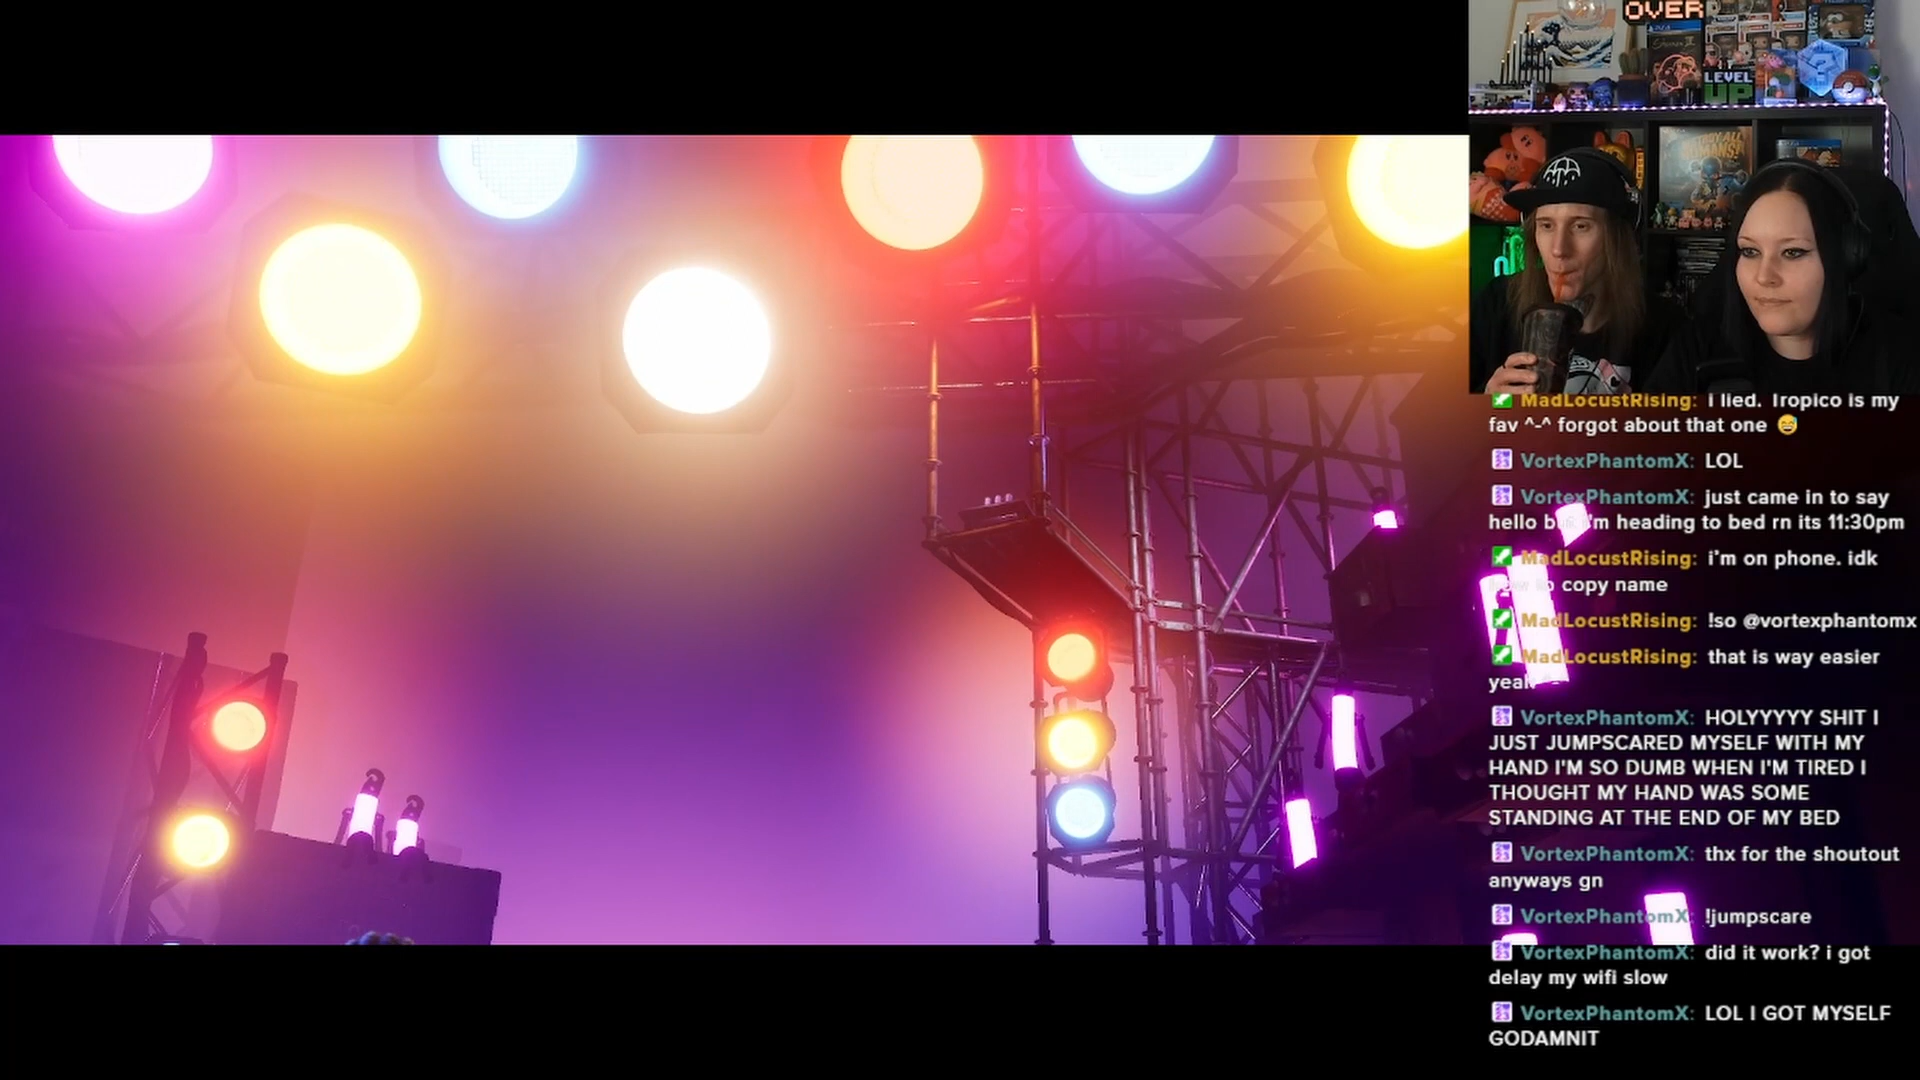 OVER
LEVEL
UP
MadLocustRising: i lied. Tropico is my
fav ^-^ forgot about that one 😅
VortexPhantomX: LOL
VortexPhantomX: just came in to say
hello but i'm heading to bed rn its 11:30pm
MadLocustRising: i'm on phone. idk
how to copy name
MadLocustRising: !so @vortexphantomx
MadLocustRising: that is way easier
yeah
VortexPhantomX: HOLYYYYY SHIT I
JUST JUMPSCARED MYSELF WITH MY
HAND I'M SO DUMB WHEN I'M TIRED I
THOUGHT MY HAND WAS SOME
STANDING AT THE END OF MY BED
VortexPhantomX: thx for the shoutout
anyways gn
VortexPhantomX: !jumpscare
VortexPhantomX: did it work? i got
delay my wifi slow
VortexPhantomX: LOL I GOT MYSELF
GODAMNIT